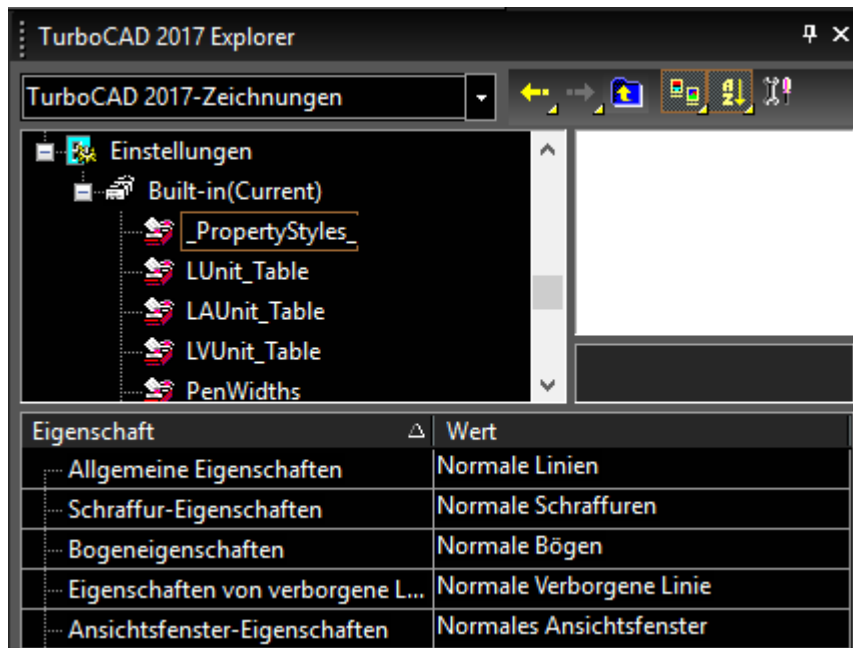 TurboCAD 2017 Explorer
TurboCAD 2017-Zeichnungen
Einstellungen
Built-in(Current)
_PropertyStyles_
LUnit_Table
LAUnit_Table
LVUnit_Table
PenWidths
Eigenschaft Wert
Allgemeine Eigenschaften Normale Linien
Schraffur-Eigenschaften Normale Schraffuren
Bogeneigenschaften Normale Bögen
Eigenschaften von verborgene L... Normale Verborgene Linie
Ansichtsfenster-Eigenschaften Normales Ansichtsfenster